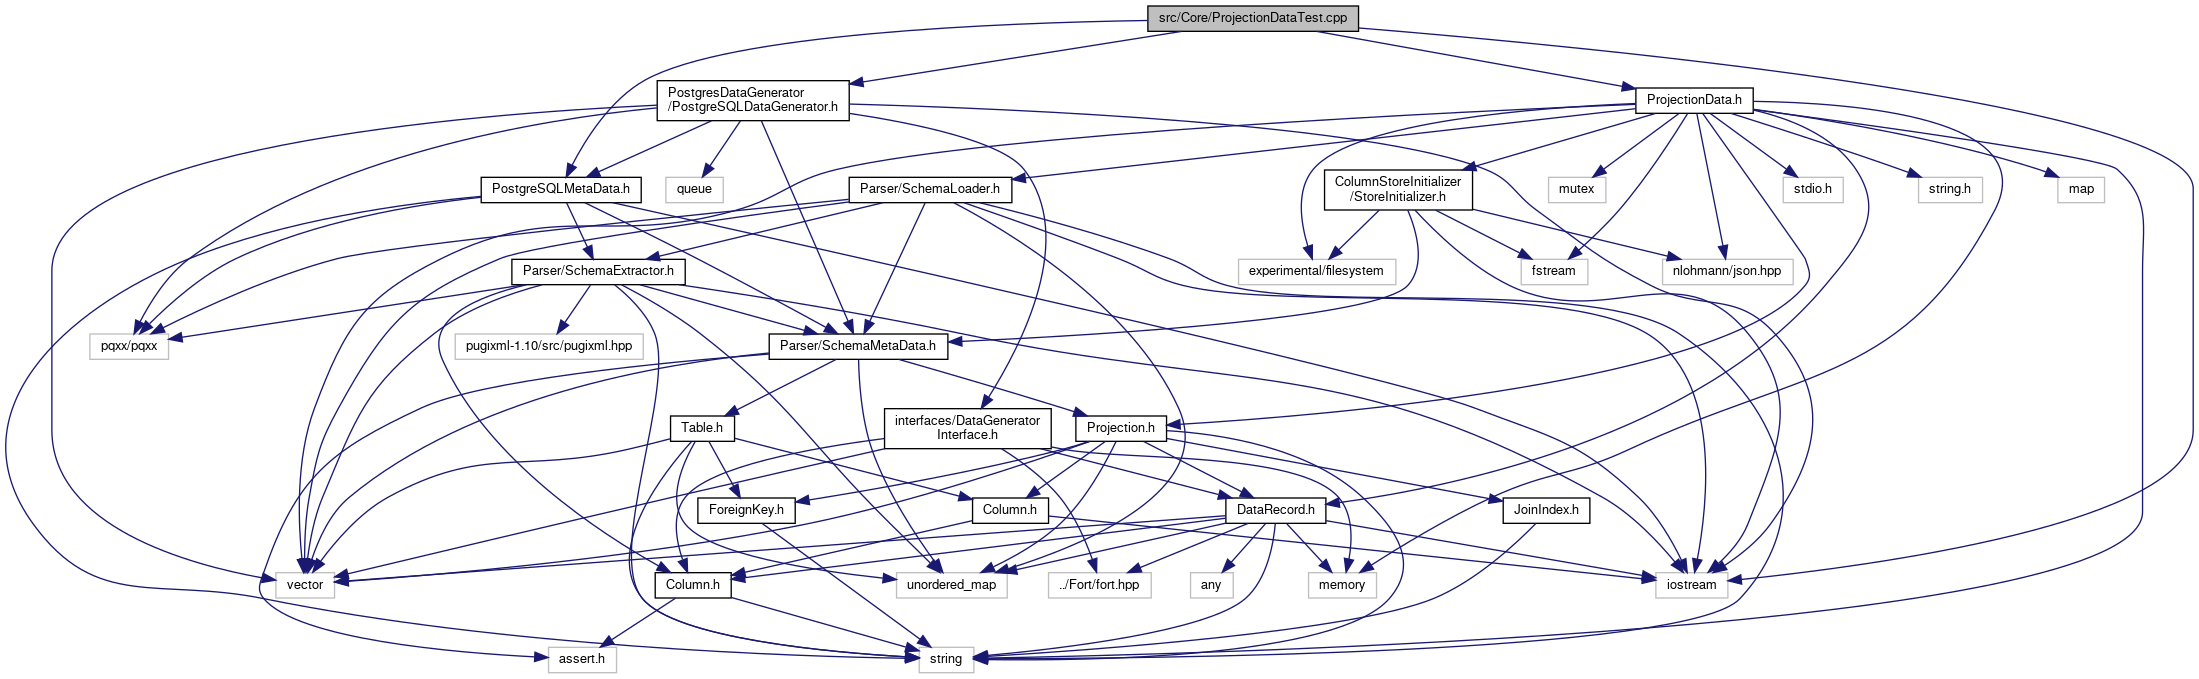 src/Core/ProjectionDataTest.cpp
PostgresDataGenerator
/PostgreSQLDataGenerator.h
ProjectionData.h
PostgreSQLMetaData.h
queue
Parser/SchemaLoader.h
ColumnStoreInitializer
/StoreInitializer.h
mutex
stdio.h
string.h
map
Parser/SchemaExtractor.h
experimental/filesystem
fstream
nlohmann/json.hpp
pqxx/pqxx
pugixml-1.10/src/pugixml.hpp
Parser/SchemaMetaData.h
Table.h
interfaces/DataGenerator
Interface.h
Projection.h
ForeignKey.h
Column.h
DataRecord.h
JoinIndex.h
vector
Column.h
unordered_map
../Fort/fort.hpp
any
memory
iostream
assert.h
string